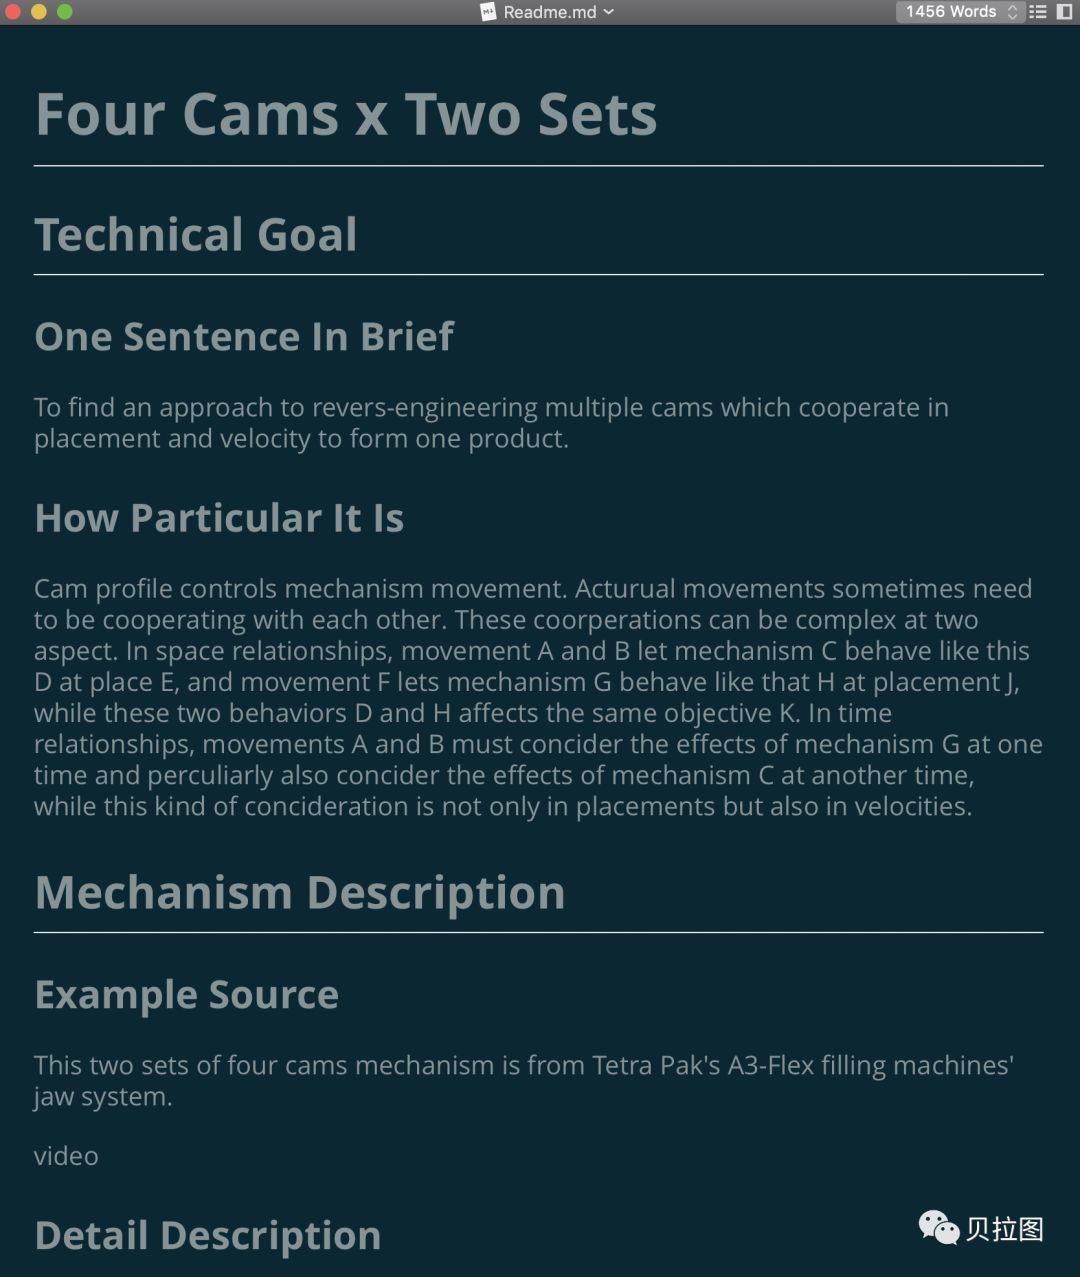 Readme.md
1456 Words
Four Cams x Two Sets
Technical Goal
One Sentence In Brief
To find an approach to revers-engineering multiple cams which cooperate in
placement and velocity to form one product.
How Particular It Is
Cam profile controls mechanism movement. Acturual movements sometimes need
to be cooperating with each other. These coorperations can be complex at two
aspect. In space relationships, movement A and B let mechanism C behave like this
D at place E, and movement F lets mechanism G behave like that H at placement J,
while these two behaviors D and H affects the same objective K. In time
relationships, movements A and B must concider the effects of mechanism G at one
time and perculiarly also concider the effects of mechanism C at another time,
while this kind of concideration is not only in placements but also in velocities.
Mechanism Description
Example Source
This two sets of four cams mechanism is from Tetra Pak's A3-Flex filling machines'
jaw system.
video
Detail Description
贝拉图